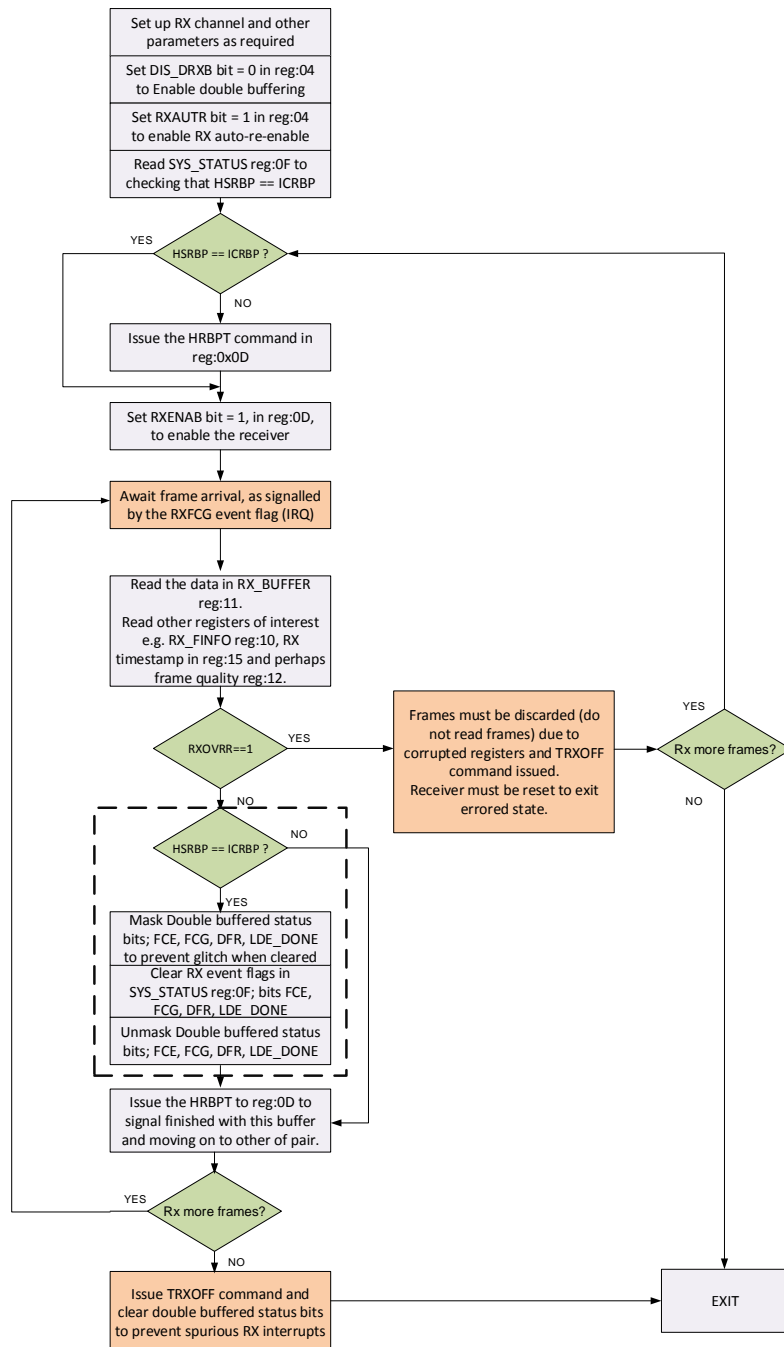 Set up RX channel and other
parameters as required
Set DIS_DRXB bit = 0 in reg:04
to Enable double buffering
Set RXAUTR bit = 1 in reg:04
to enable RX auto-re-enable
Read SYS_STATUS reg:0F to
checking that HSRBP == ICRBP
YES
HSRBP == ICRBP ?
NO
Issue the HRBPT command in
reg:0x0D
Set RXENAB bit = 1, in reg:0D,
to enable the receiver
Await frame arrival, as signalled
by the RXFCG event flag (IRQ)
Read the data in RX_BUFFER
reg:11.
Read other registers of interest
e.g. RX_FINFO reg:10, RX
timestamp in reg:15 and perhaps
frame quality reg:12.
RXOVRR==1
YES
NO
Frames must be discarded (do
not read frames) due to
corrupted registers and TRXOFF
command issued.
Receiver must be reset to exit
errored state.
YES
Rx more frames?
NO
HSRBP == ICRBP ?
NO
YES
Mask Double buffered status
bits; FCE, FCG, DFR, LDE_DONE
to prevent glitch when cleared
Clear RX event flags in
SYS_STATUS reg:0F; bits FCE,
FCG, DFR, LDE_DONE
Unmask Double buffered status
bits; FCE, FCG, DFR, LDE_DONE
Issue the HRBPT to reg:0D to
signal finished with this buffer
and moving on to other of pair.
YES
Rx more frames?
NO
Issue TRXOFF command and
clear double buffered status bits
to prevent spurious RX interrupts
EXIT